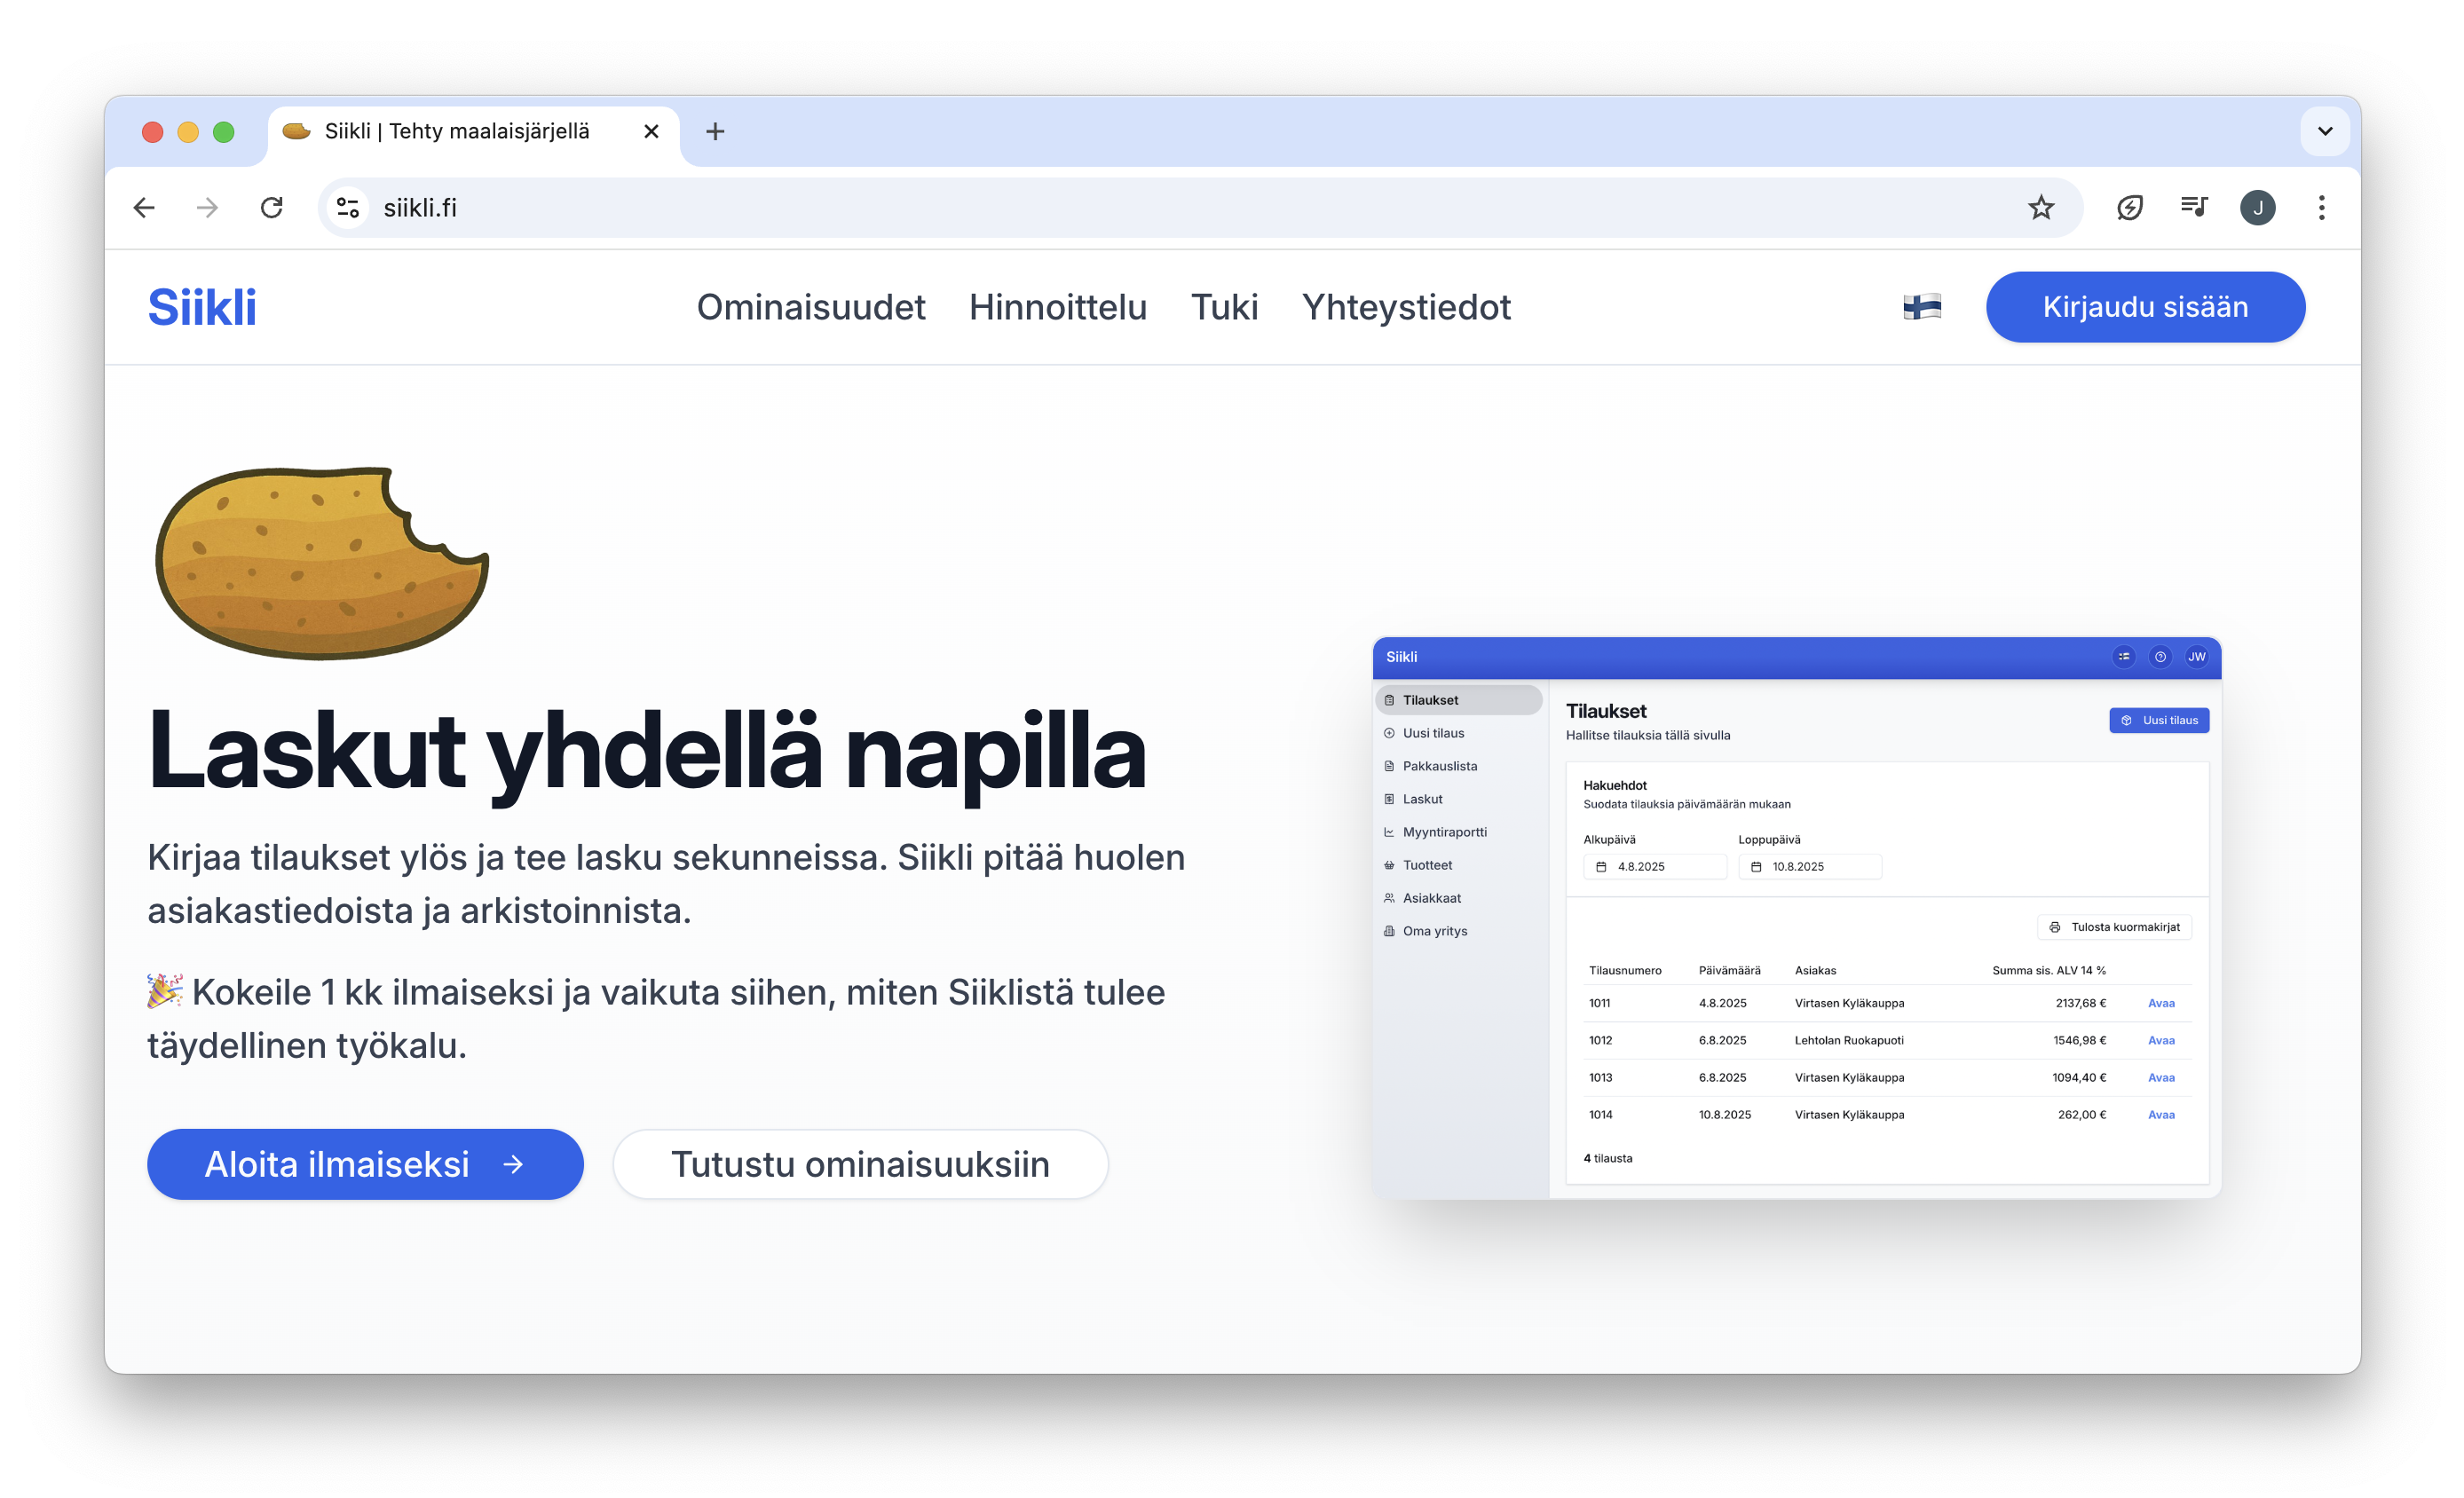 Siikli | Tehty maalaisjärjellä
siikli.fi
J
Siikli
Ominaisuudet
Hinnoittelu
Tuki
Yhteystiedot
Kirjaudu sisään
Laskut yhdellä napilla
Kirjaa tilaukset ylös ja tee lasku sekunneissa. Siikli pitää huolen
asiakastiedoista ja arkistoinnista.
🎉 Kokeile 1 kk ilmaiseksi ja vaikuta siihen, miten Siiklistä tulee
täydellinen työkalu.
Aloita ilmaiseksi →
Tutustu ominaisuuksiin
Siikli
JW
Tilaukset
Uusi tilaus
Pakkauslista
Laskut
Myyntiraportti
Tuotteet
Asiakkaat
Oma yritys
Tilaukset
Hallitse tilauksia tällä sivulla
Uusi tilaus
Hakuehdot
Suodata tilauksia päivämäärän mukaan
Alkupäivä Loppupäivä
4.8.2025 10.8.2025
Tulosta kuormakirjat
Tilausnumero Päivämäärä Asiakas Summa sis. ALV 14 %
1011 4.8.2025 Virtasen Kyläkauppa 2137,68 € Avaa
1012 6.8.2025 Lehtolan Ruokapuoti 1546,98 € Avaa
1013 6.8.2025 Virtasen Kyläkauppa 1094,40 € Avaa
1014 10.8.2025 Virtasen Kyläkauppa 262,00 € Avaa
4 tilausta